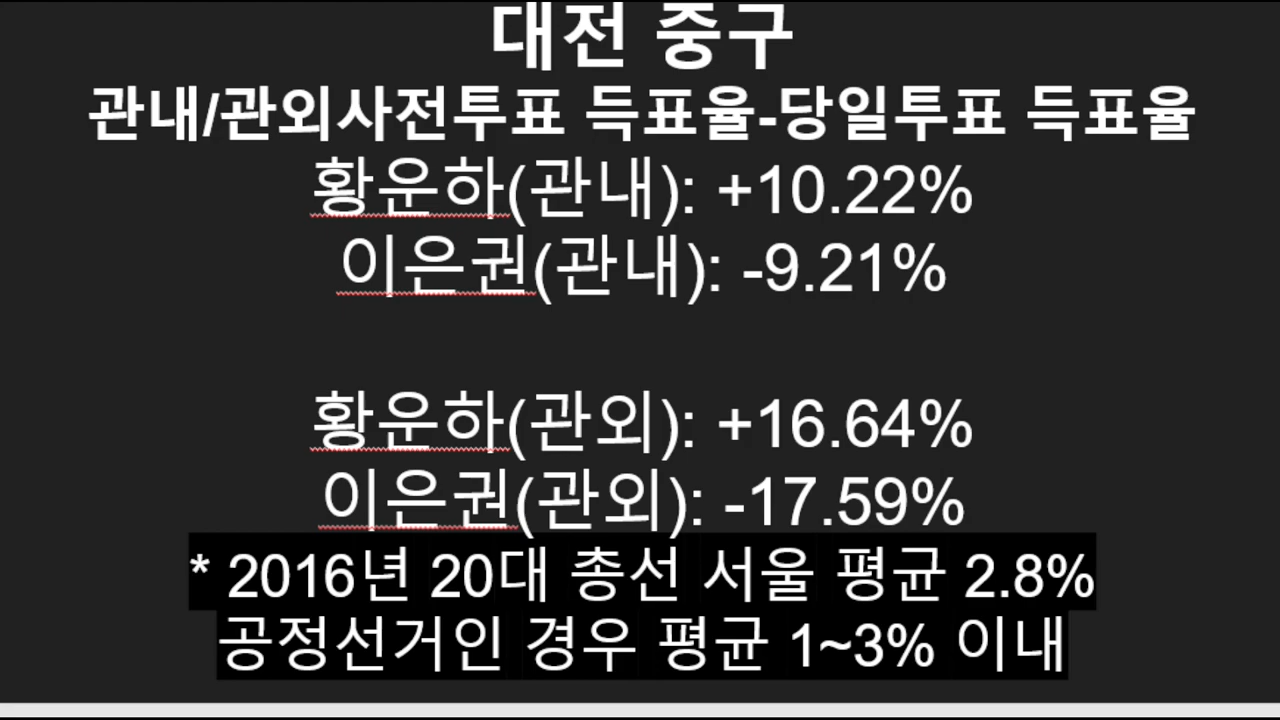 대전 중구
관내/관외사전투표 득표율-당일투표 득표율
황운하(관내): +10.22%
이은권(관내): -9.21%
황운하(관외): +16.64%
이은권(관외): -17.59%
* 2016년 20대 총선 서울 평균 2.8%
공정선거인 경우 평균 1~3% 이내